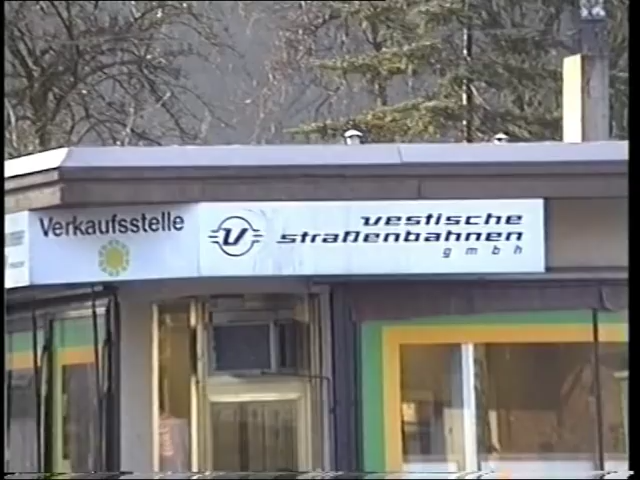 Verkaufsstelle
V
vestische
straßenbahnen
gmbh